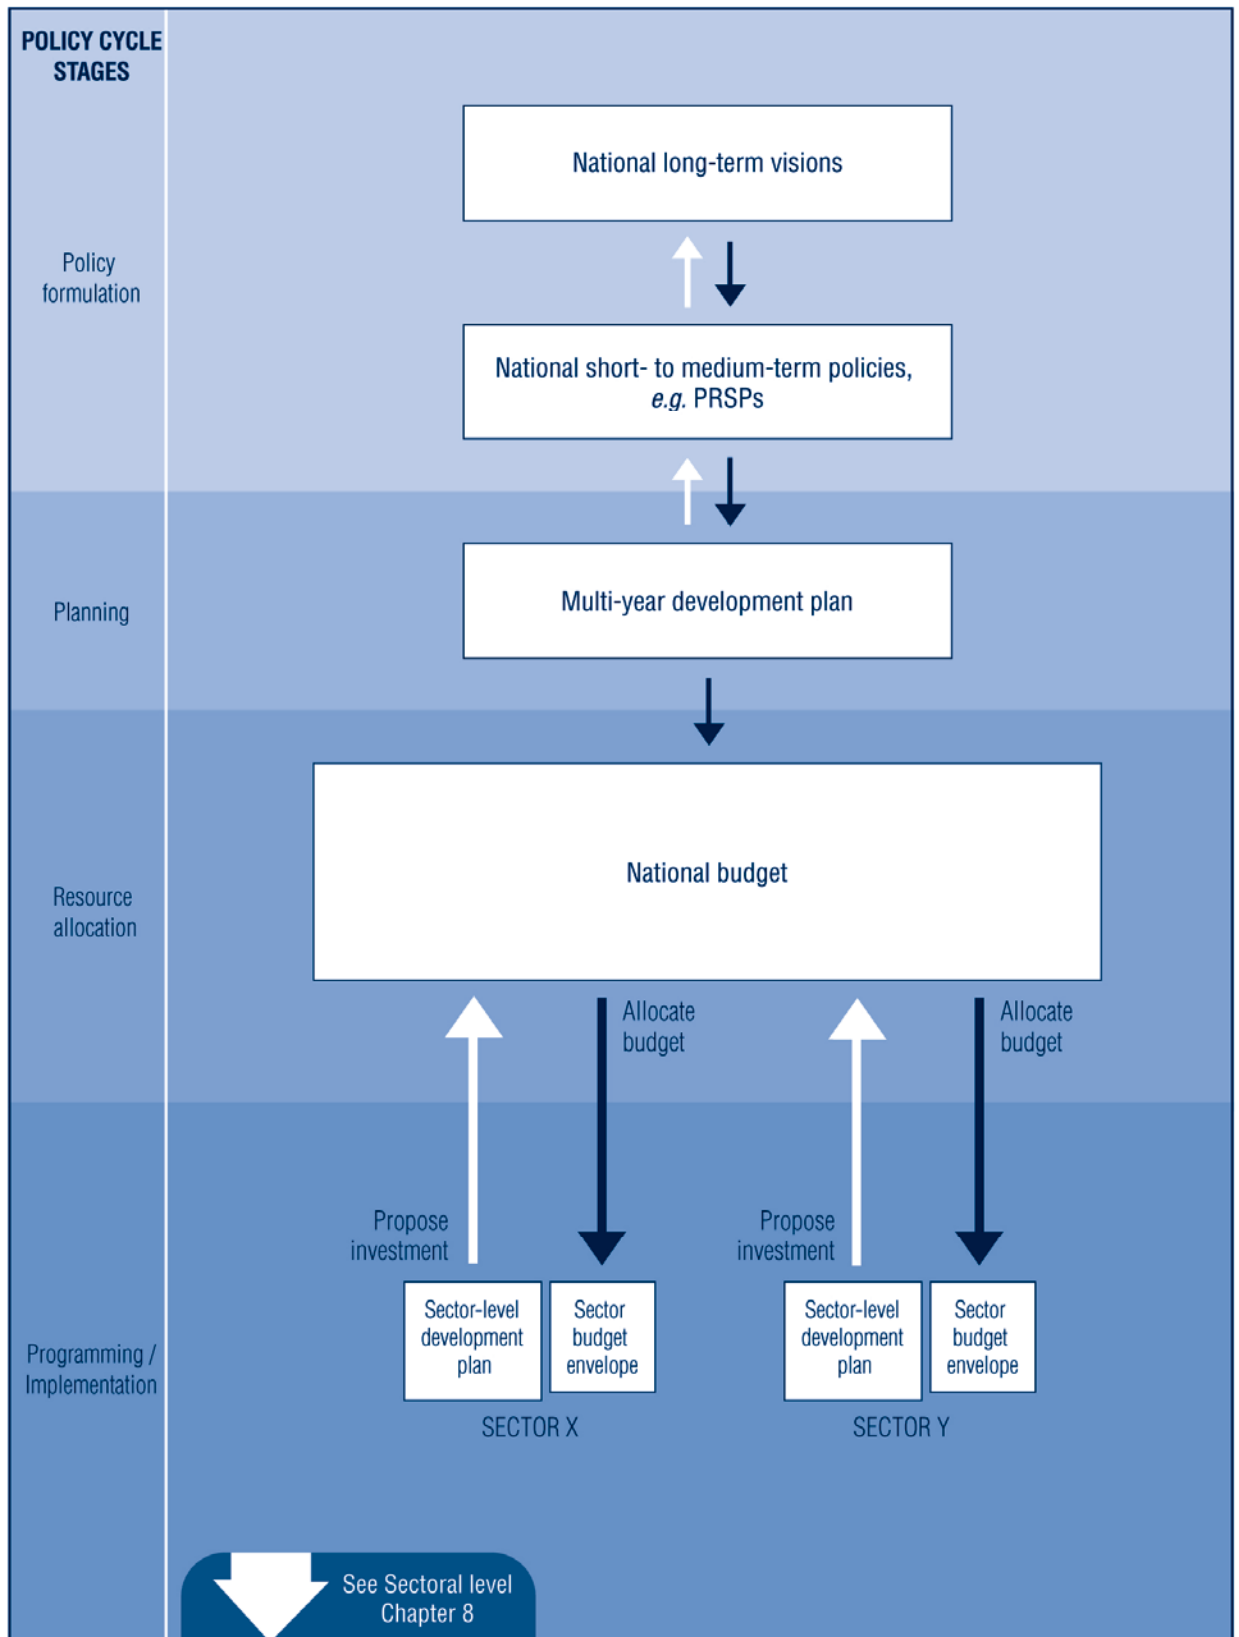 POLICY CYCLE
STAGES
National long-term visions
Policy
formulation
National short- to medium-term policies,
e.g. PRSPs
Multi-year development plan
Planning
National budget
Resource
allocation
Allocate
budget
Allocate
budget
Propose
investment
Propose
investment
Sector-level
development
plan
Sector
budget
envelope
Sector-level
development
plan
Sector
budget
envelope
Programming /
Implementation
SECTOR X
SECTOR Y
See Sectoral level
Chapter 8